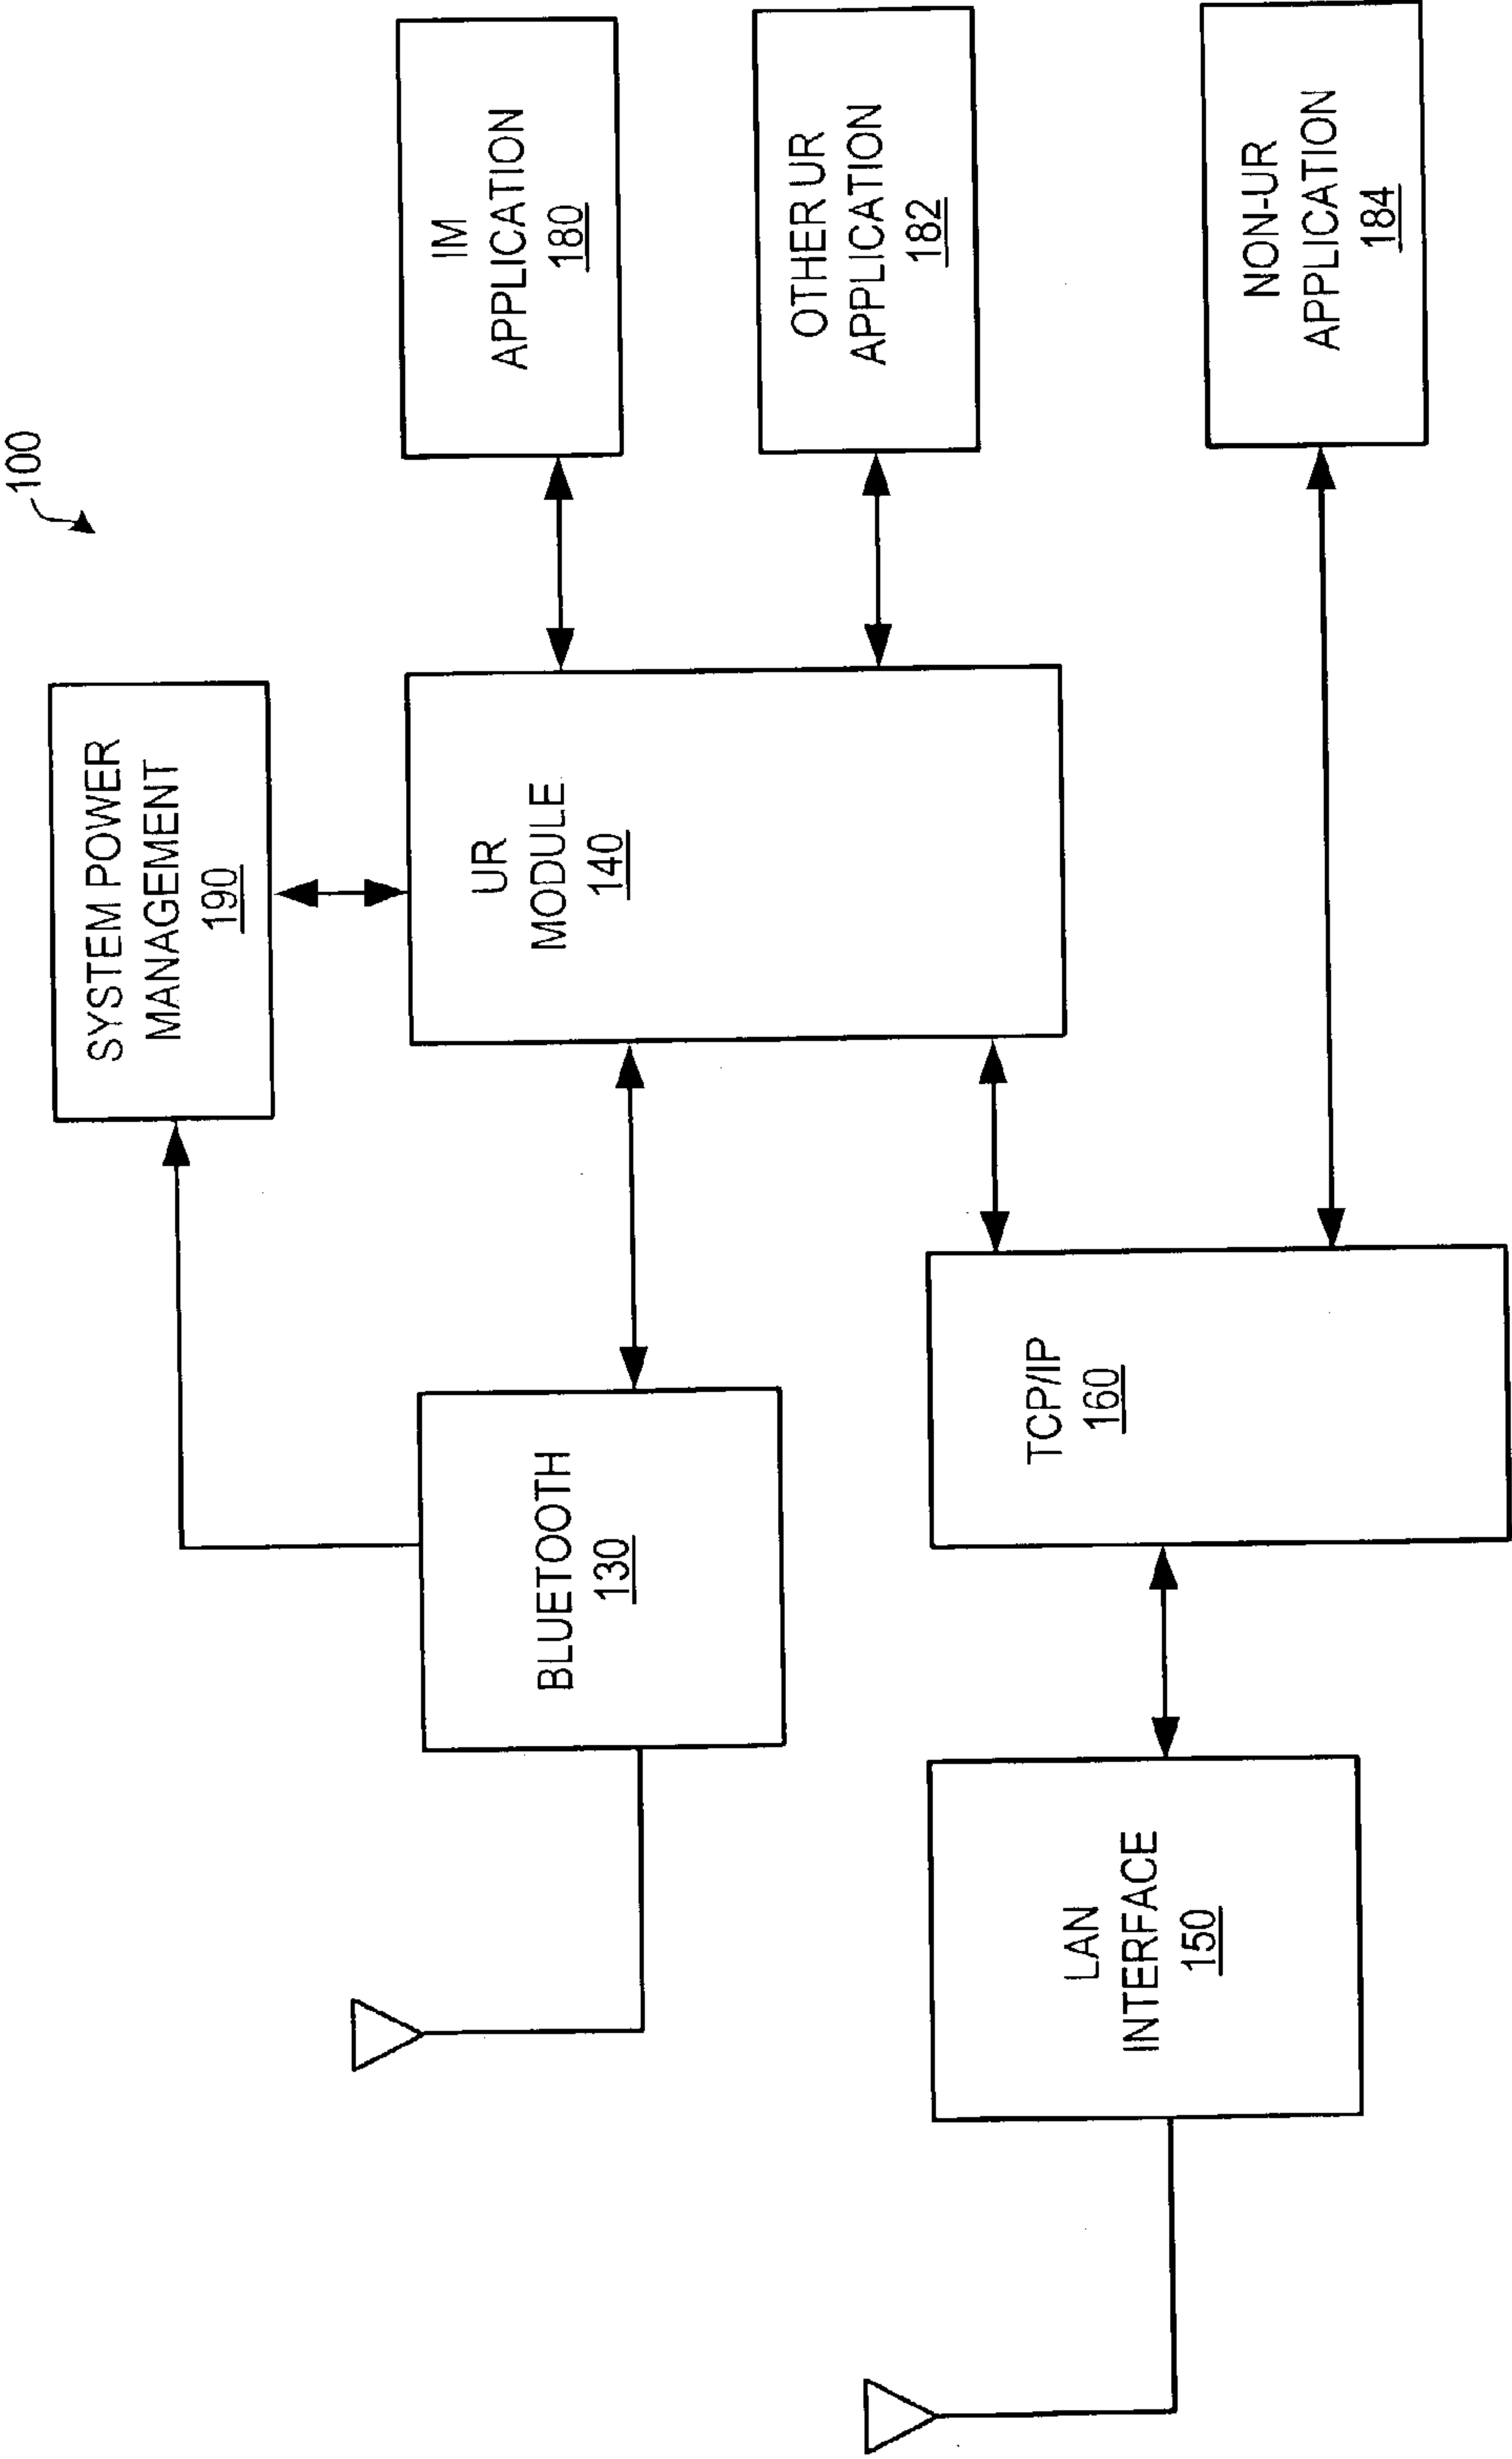 100
SYSTEM POWER
MANAGEMENT
190
IM
APPLICATION
180
BLUETOOTH
130
UR
MODULE
140
OTHER UR
APPLICATION
182
LAN
INTERFACE
150
TCP/IP
160
NON-UR
APPLICATION
184